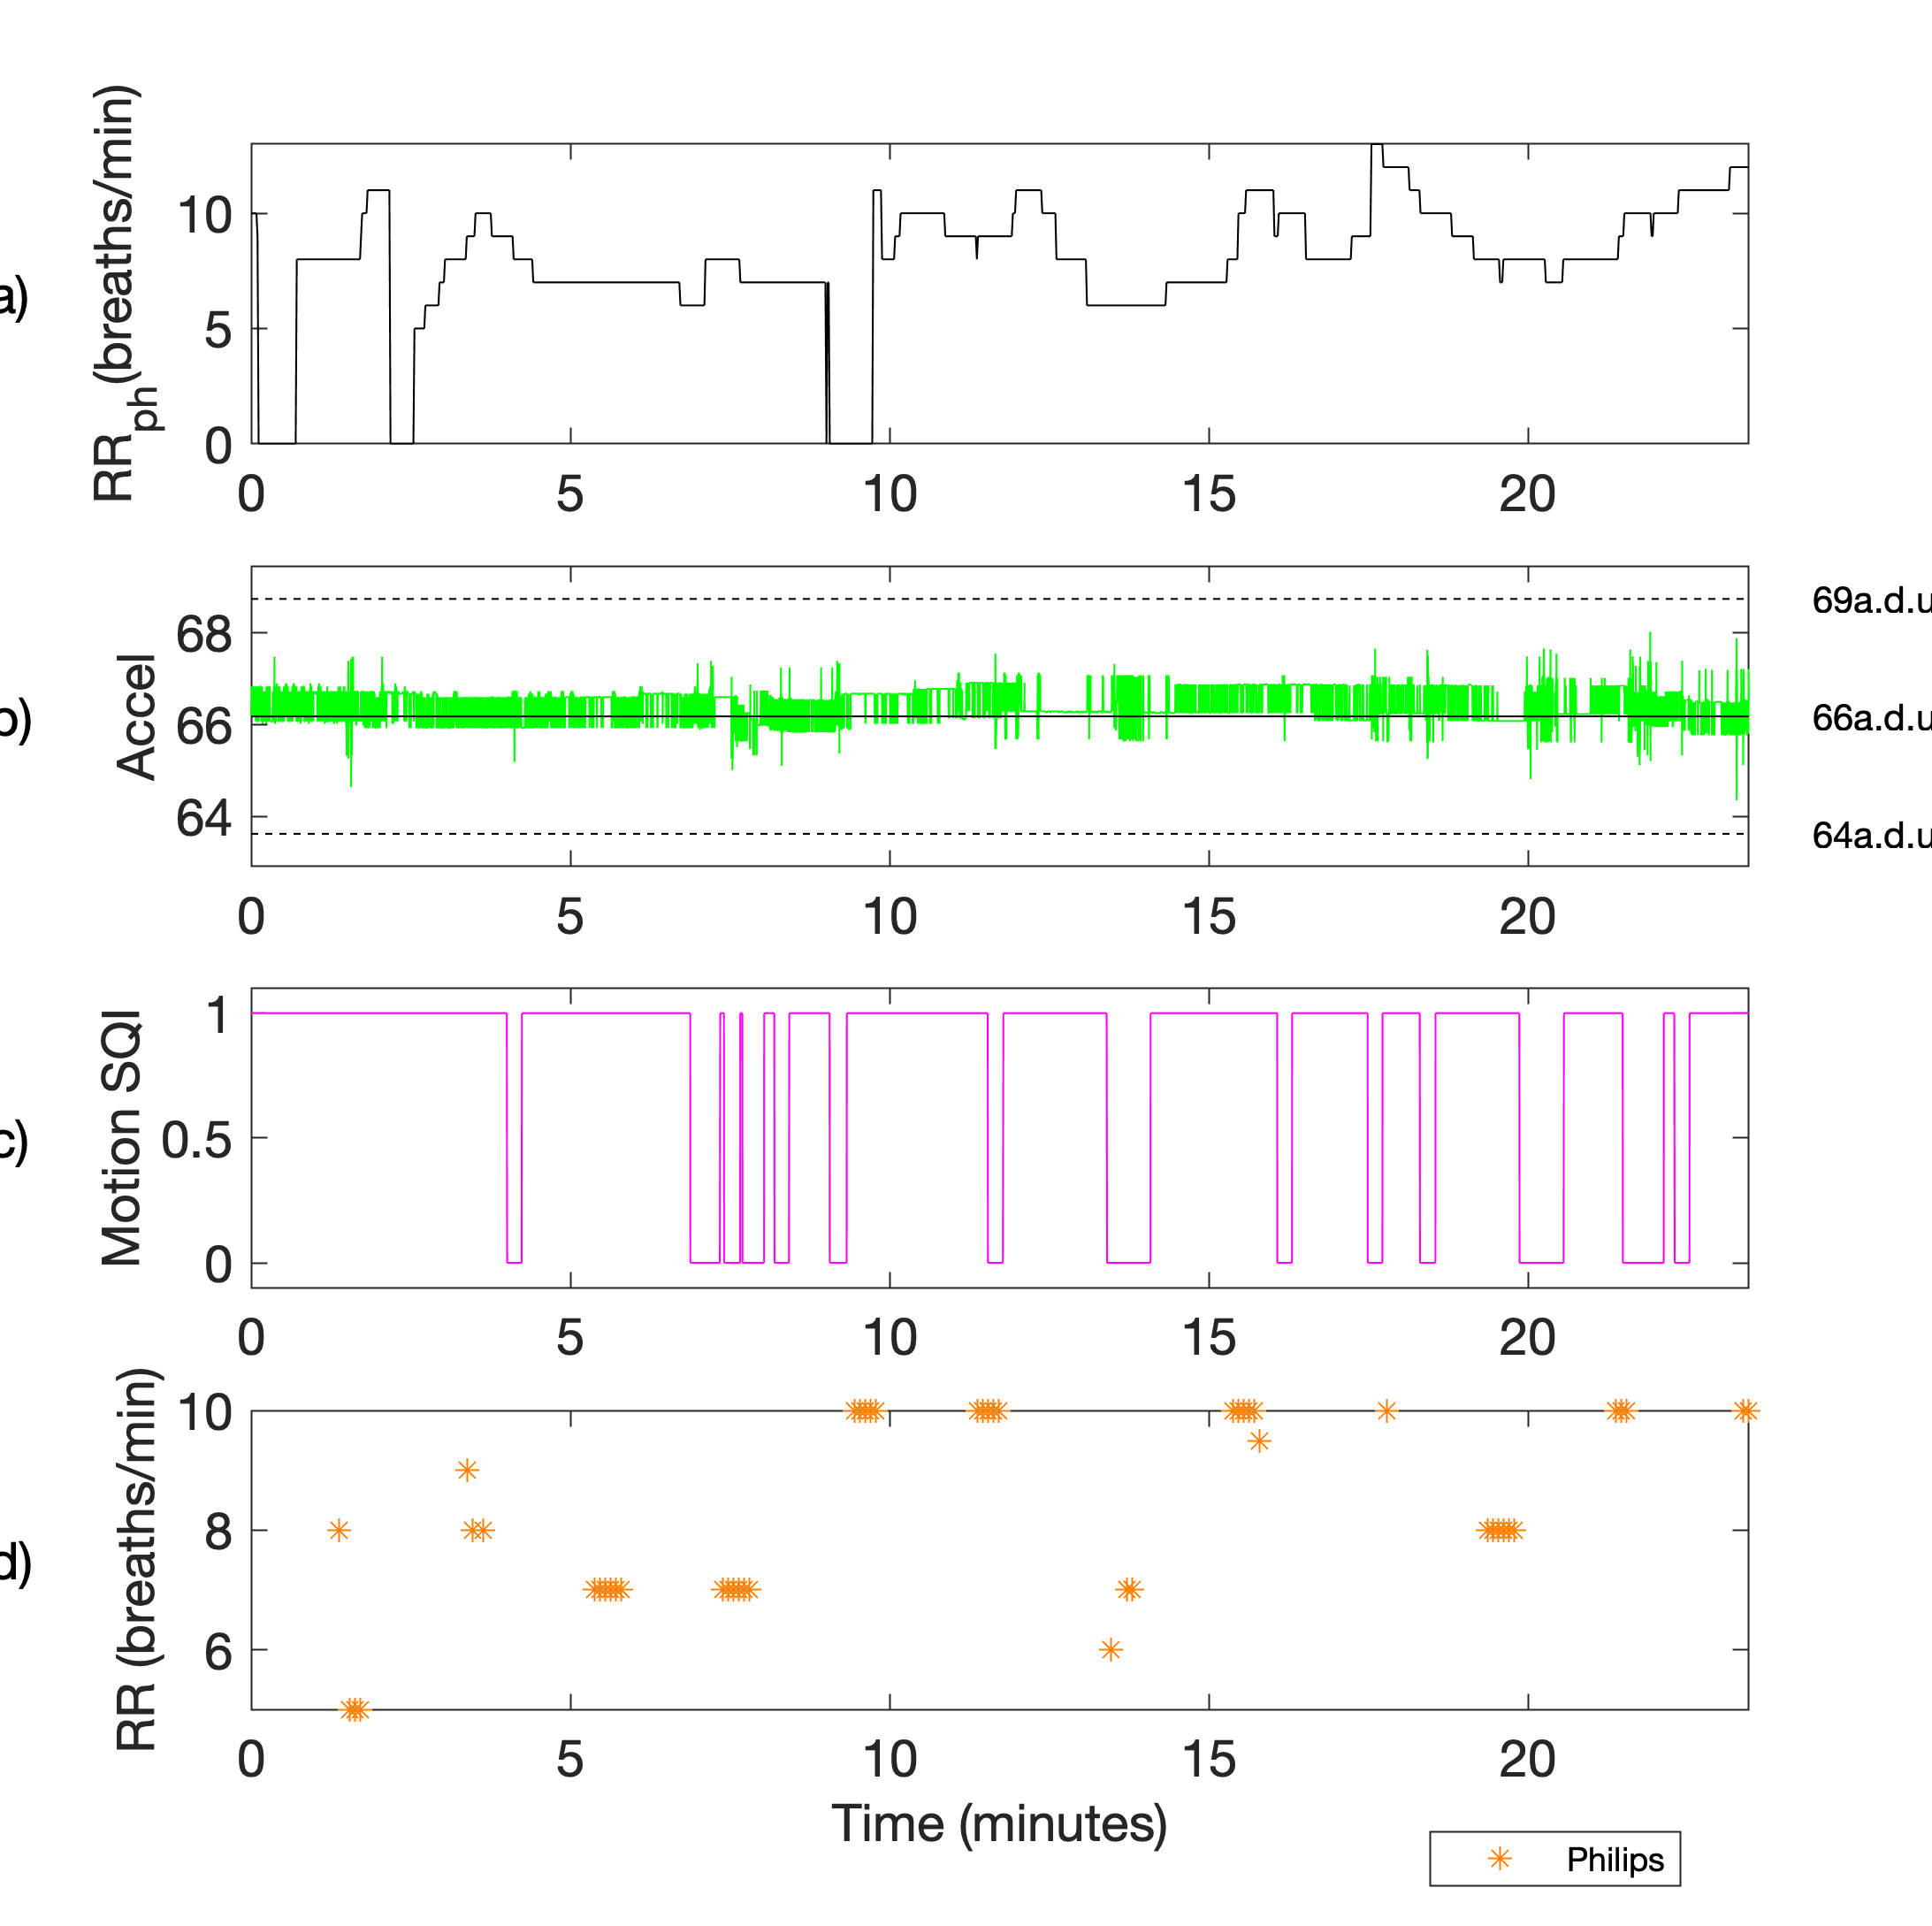 a)
RRph (breaths/min)
10
5
0
0 5 10 15 20
b)
Accel
68
66
64
69a.d.u
66a.d.u
64a.d.u
0 5 10 15 20
c)
Motion SQI
1
0.5
0
0 5 10 15 20
d)
RR (breaths/min)
10
8
6
0 5 10 15 20
Time (minutes)
Philips